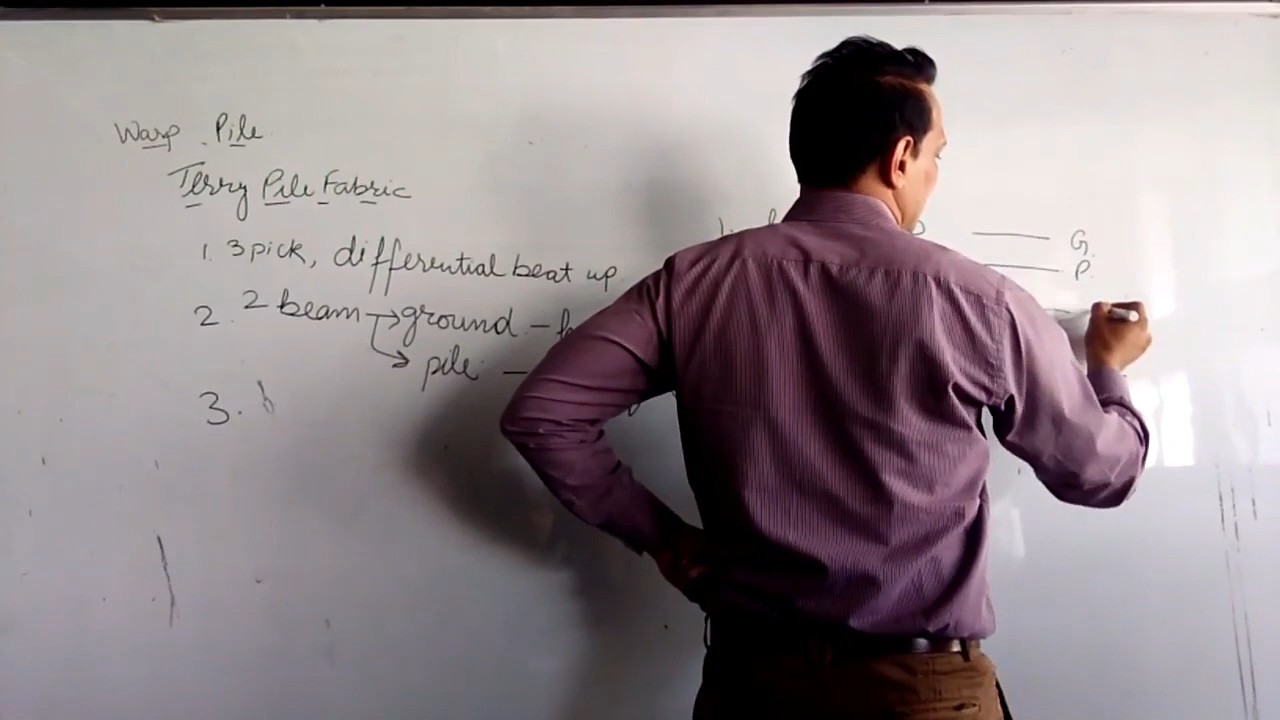 Warp Pile
Terry Pile Fabric
1. 3 pick, differential beat up
2. 2 beam → ground -
pile -
3.
G.
P.